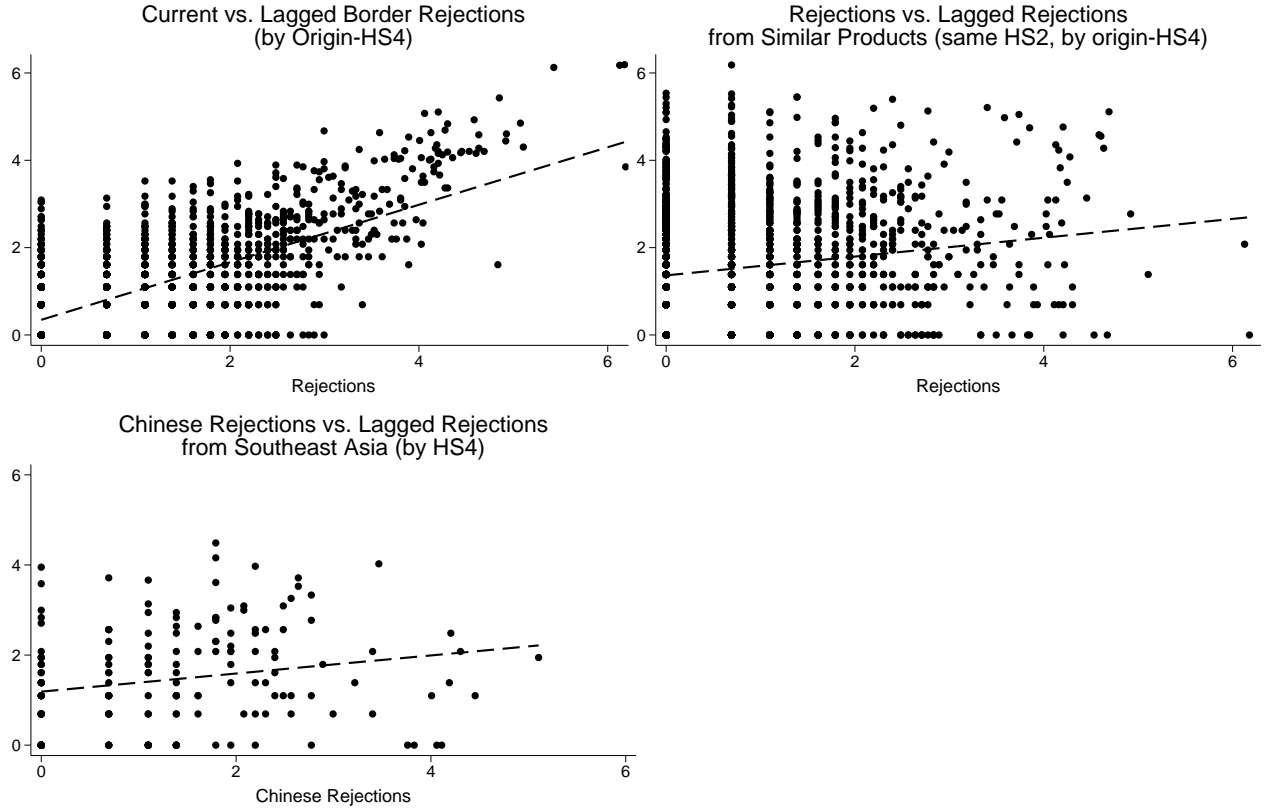 Current vs. Lagged Border Rejections
(by Origin-HS4)
6
4
2
0
0 2 4 6
Rejections
Rejections vs. Lagged Rejections
from Similar Products (same HS2, by origin-HS4)
6
4
2
0
0 2 4 6
Rejections
Chinese Rejections vs. Lagged Rejections
from Southeast Asia (by HS4)
6
4
2
0
0 2 4 6
Chinese Rejections